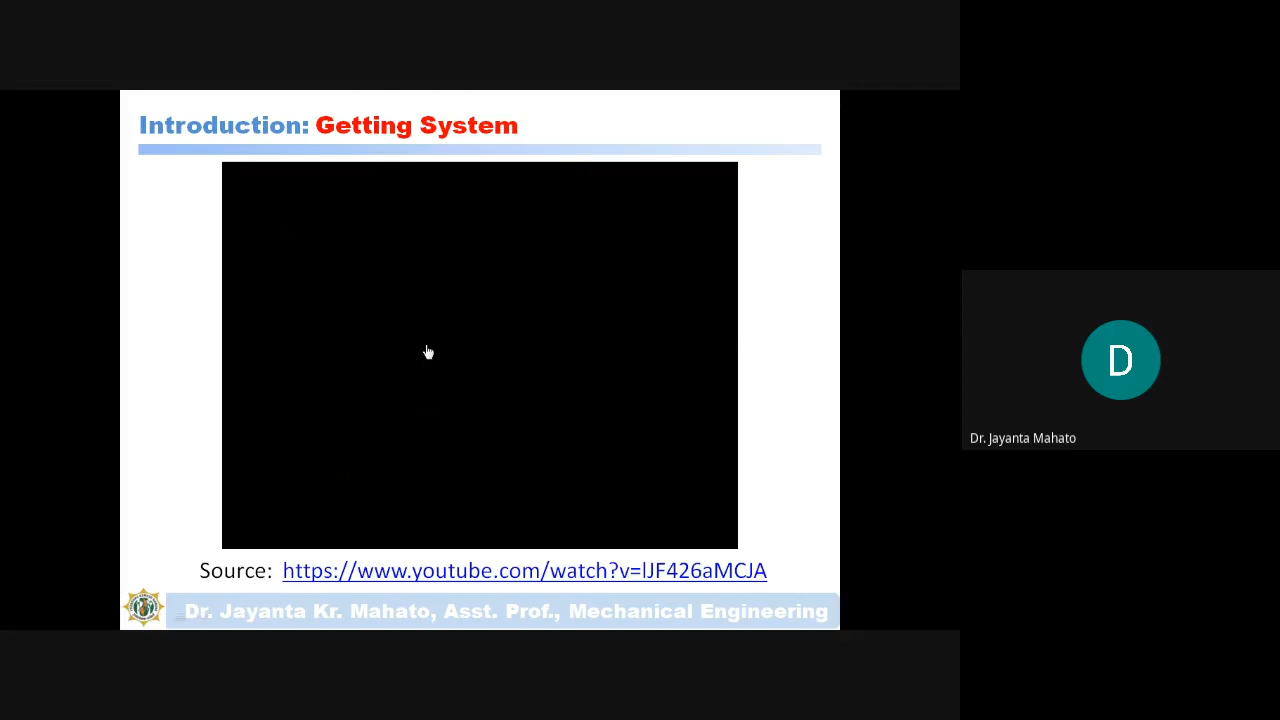 Introduction: Getting System
Source: https://www.youtube.com/watch?v=lJF426aMCJA
Dr. Jayanta Kr. Mahato, Asst. Prof., Mechanical Engineering
D
Dr. Jayanta Mahato